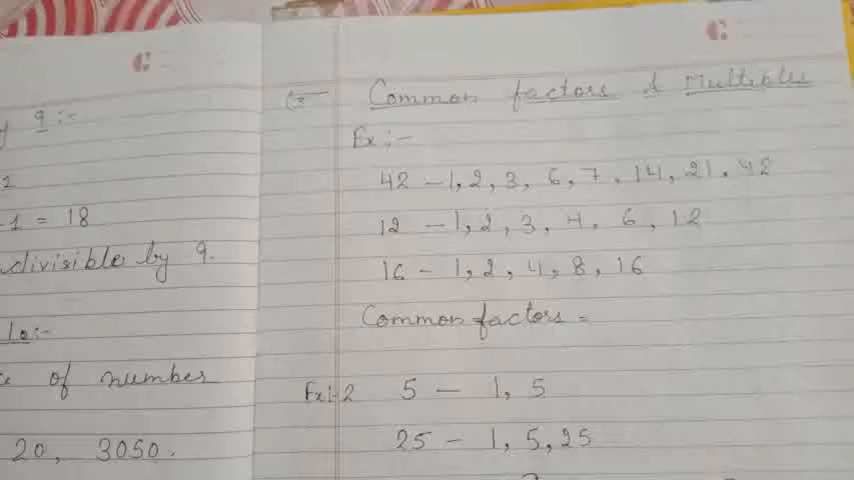 9:-
1 = 18
divisible by 9.
10:-
of number
20, 3050.
Common factors & Multiples
Ex:-
42 - 1, 2, 3, 6, 7, 14, 21, 42
12 - 1, 2, 3, 4, 6, 12
16 - 1, 2, 4, 8, 16
Common factors =
Ex:-2 5 - 1, 5
25 - 1, 5, 25